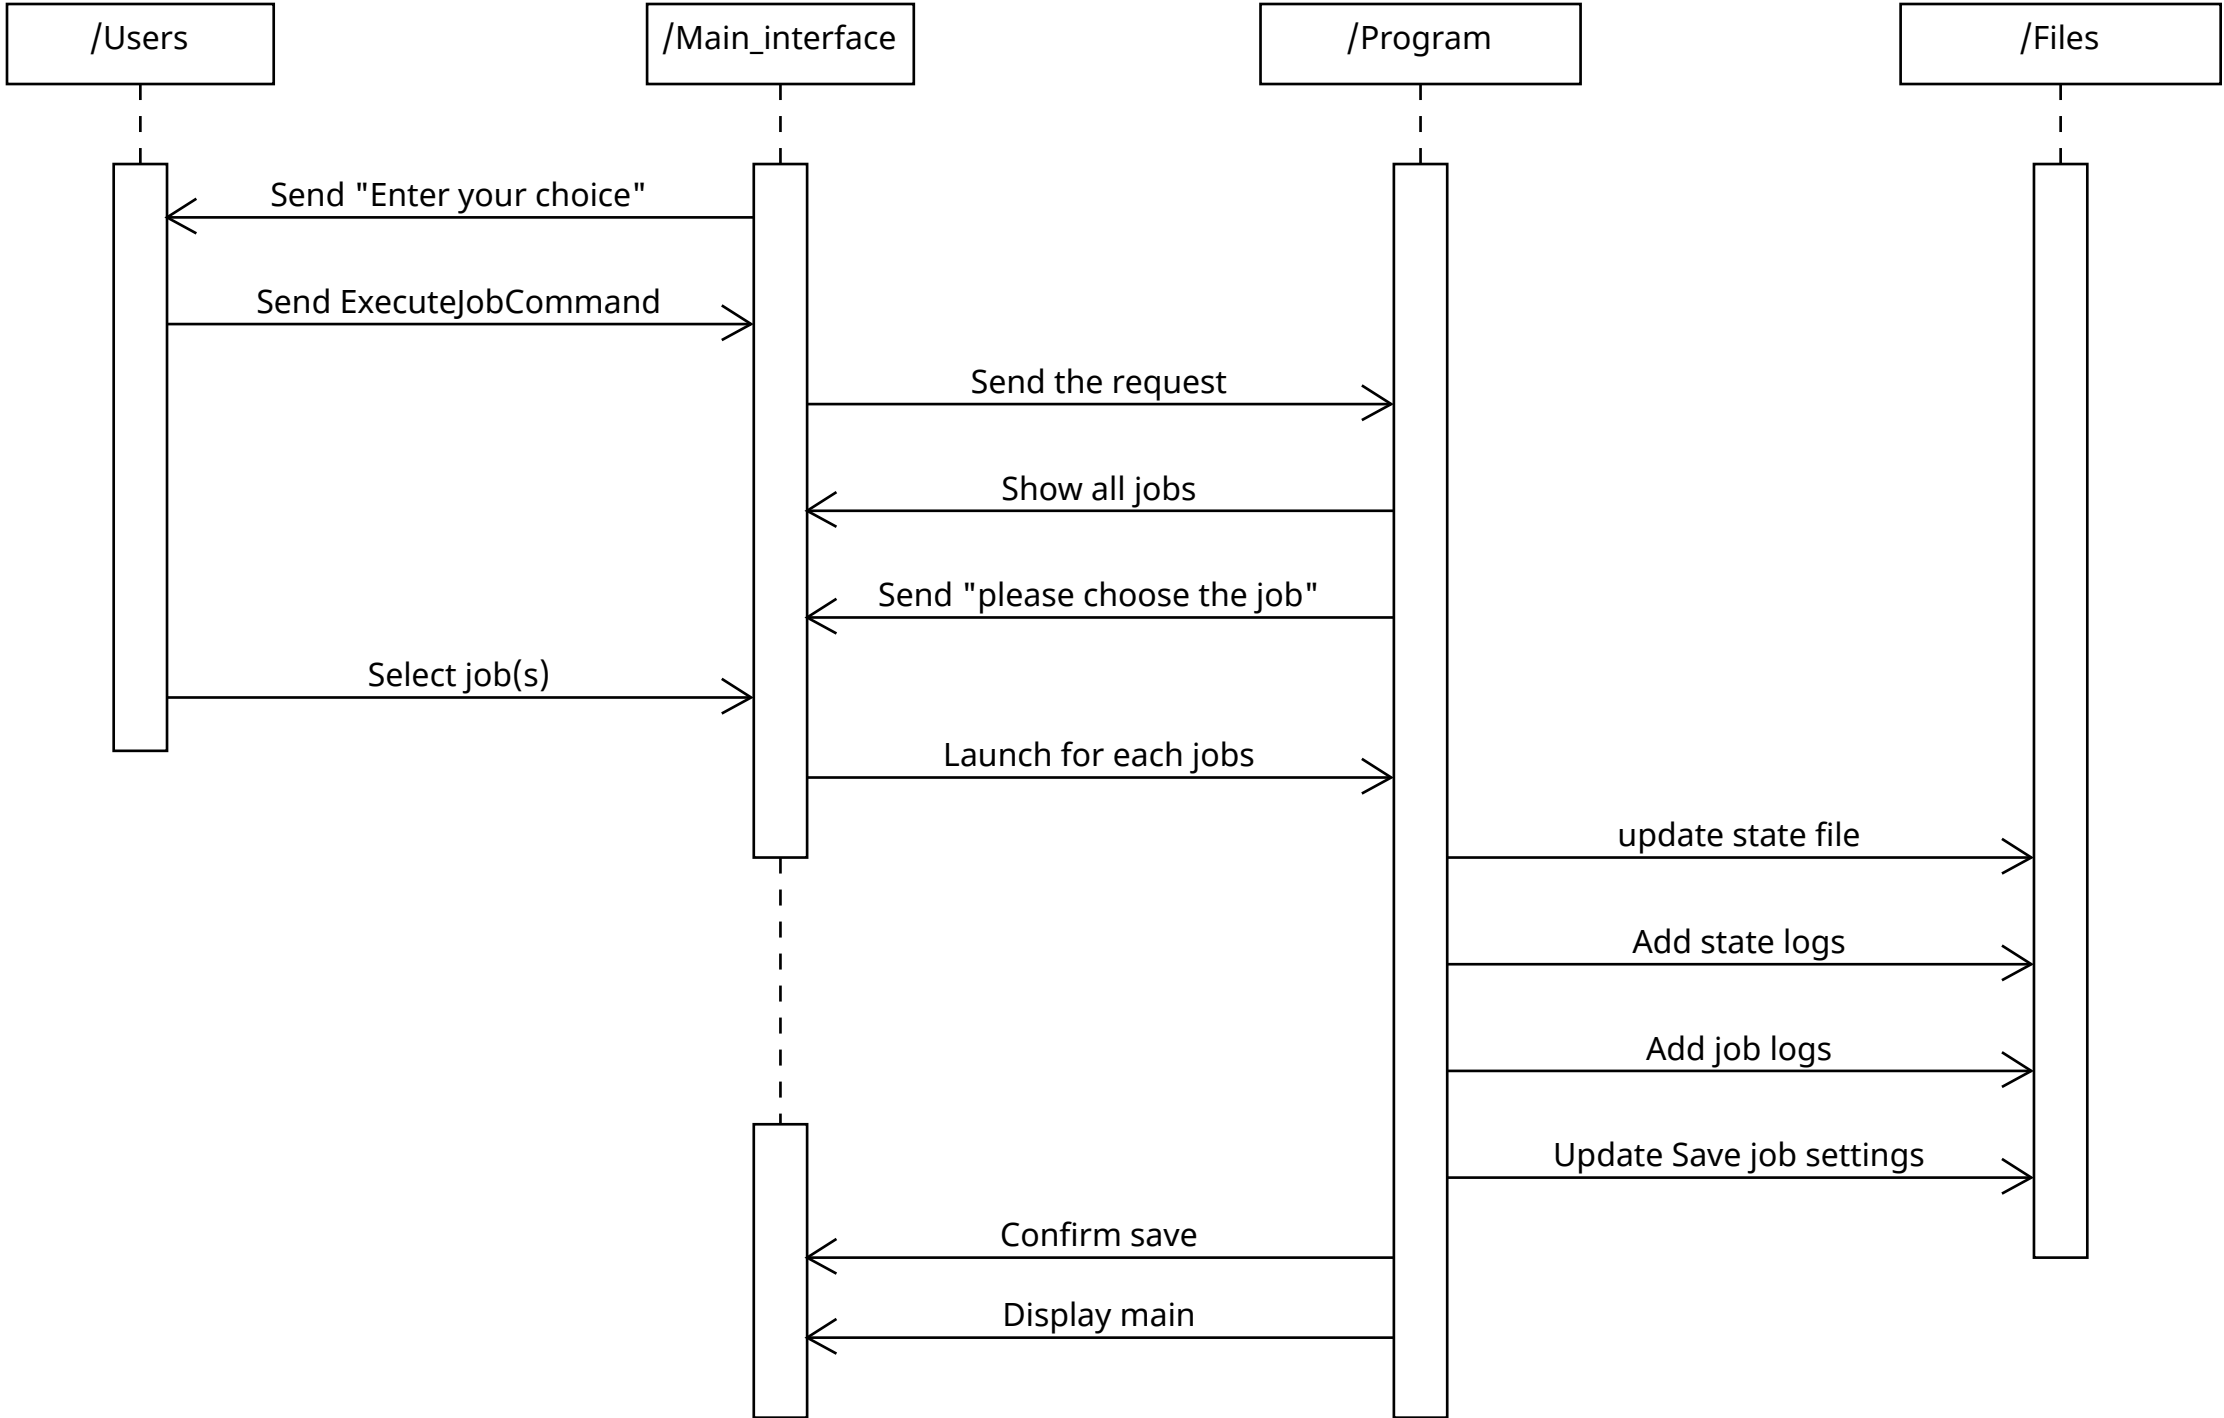 /Users
/Main_interface
/Program
/Files
Send "Enter your choice"
Send ExecuteJobCommand
Send the request
Show all jobs
Send "please choose the job"
Select job(s)
Launch for each jobs
update state file
Add state logs
Add job logs
Update Save job settings
Confirm save
Display main